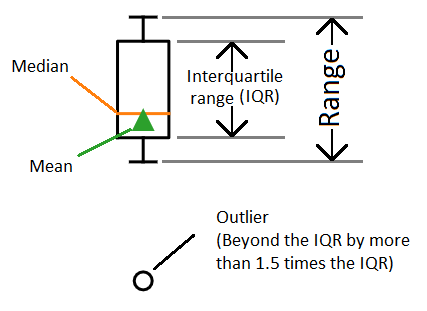 Median
Interquartile
range (IQR)
Range
Mean
Outlier
(Beyond the IQR by more
than 1.5 times the IQR)